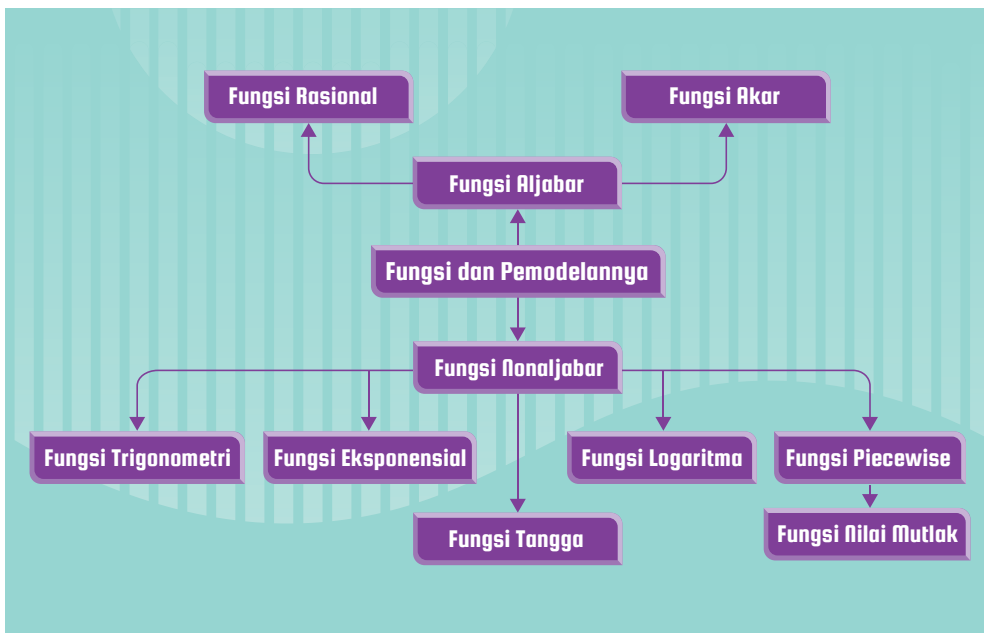 Fungsi Rasional
Fungsi Akar
Fungsi Aljabar
Fungsi dan Pemodelannya
Fungsi Nonaljabar
Fungsi Trigonometri
Fungsi Eksponensial
Fungsi Logaritma
Fungsi Piecewise
Fungsi Tangga
Fungsi Nilai Mutlak